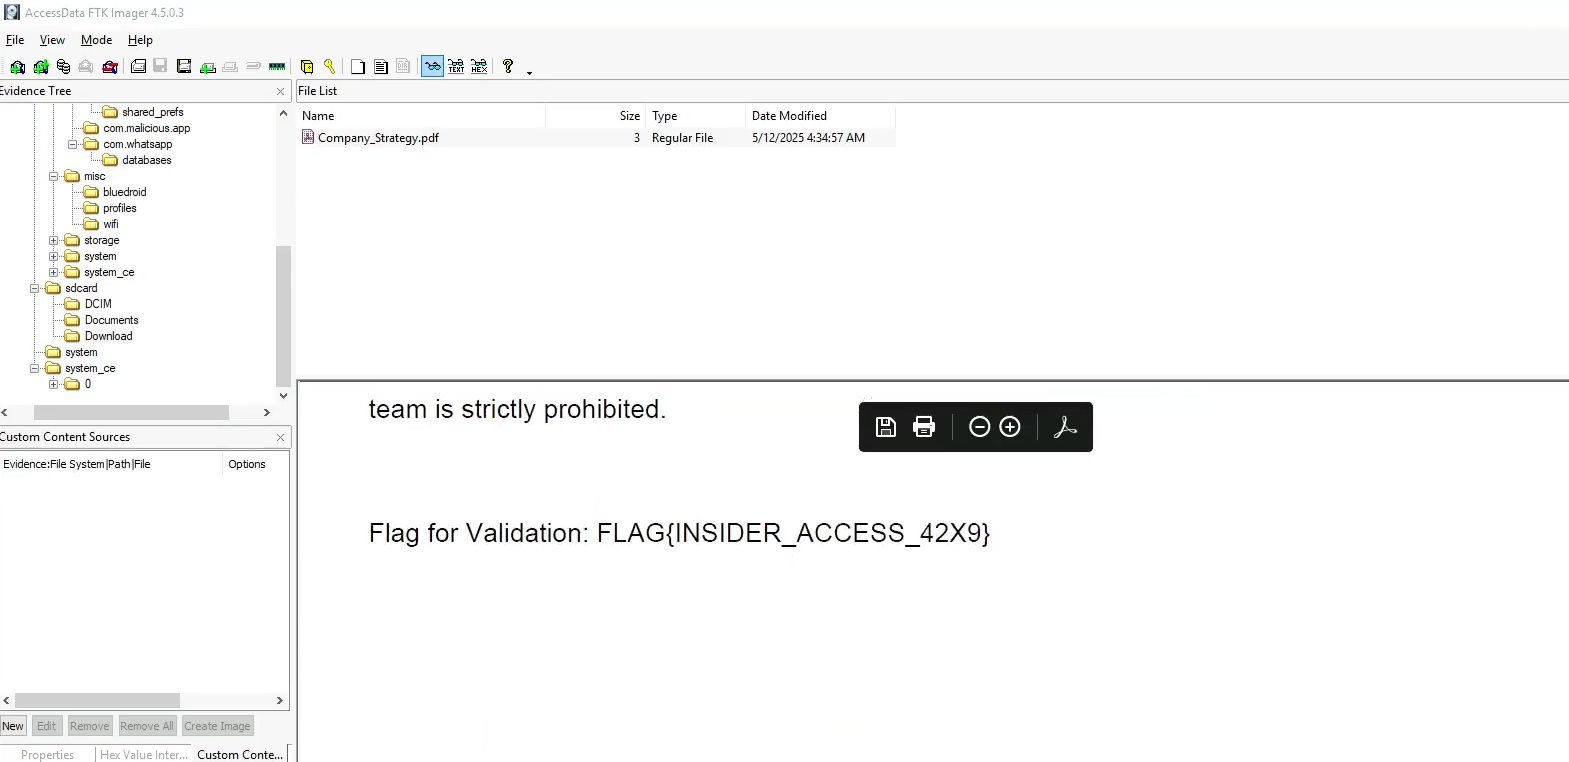 AccessData FTK Imager 4.5.0.3
File View Mode Help
Evidence Tree
shared_prefs
com.malicious.app
com.whatsapp
databases
misc
bluedroid
profiles
wifi
storage
system
system_ce
sdcard
DCIM
Documents
Download
system
system_ce
0
Custom Content Sources
Evidence:File System|Path|File Options
New Edit Remove Remove All Create Image
Properties Hex Value Inter... Custom Conte...
File List
Name Size Type Date Modified
Company_Strategy.pdf 3 Regular File 5/12/2025 4:34:57 AM
team is strictly prohibited.
Flag for Validation: FLAG{INSIDER_ACCESS_42X9}